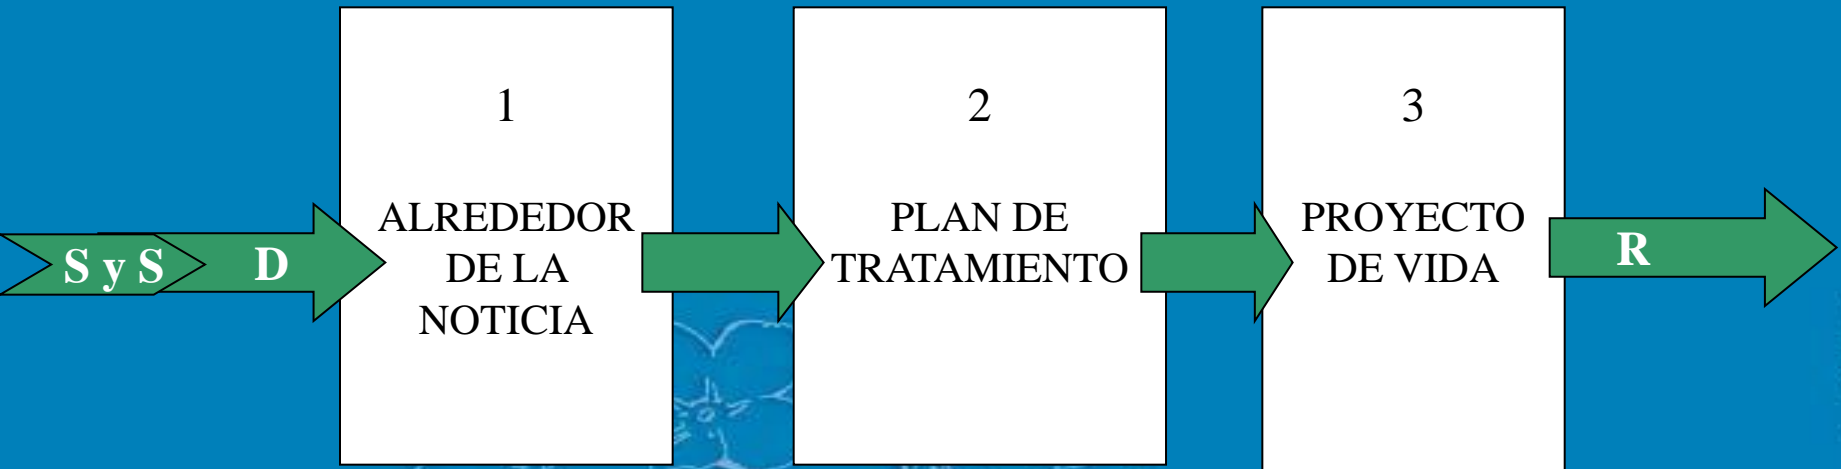 S y S
D
1
ALREDEDOR
DE LA
NOTICIA
2
PLAN DE
TRATAMIENTO
3
PROYECTO
DE VIDA
R